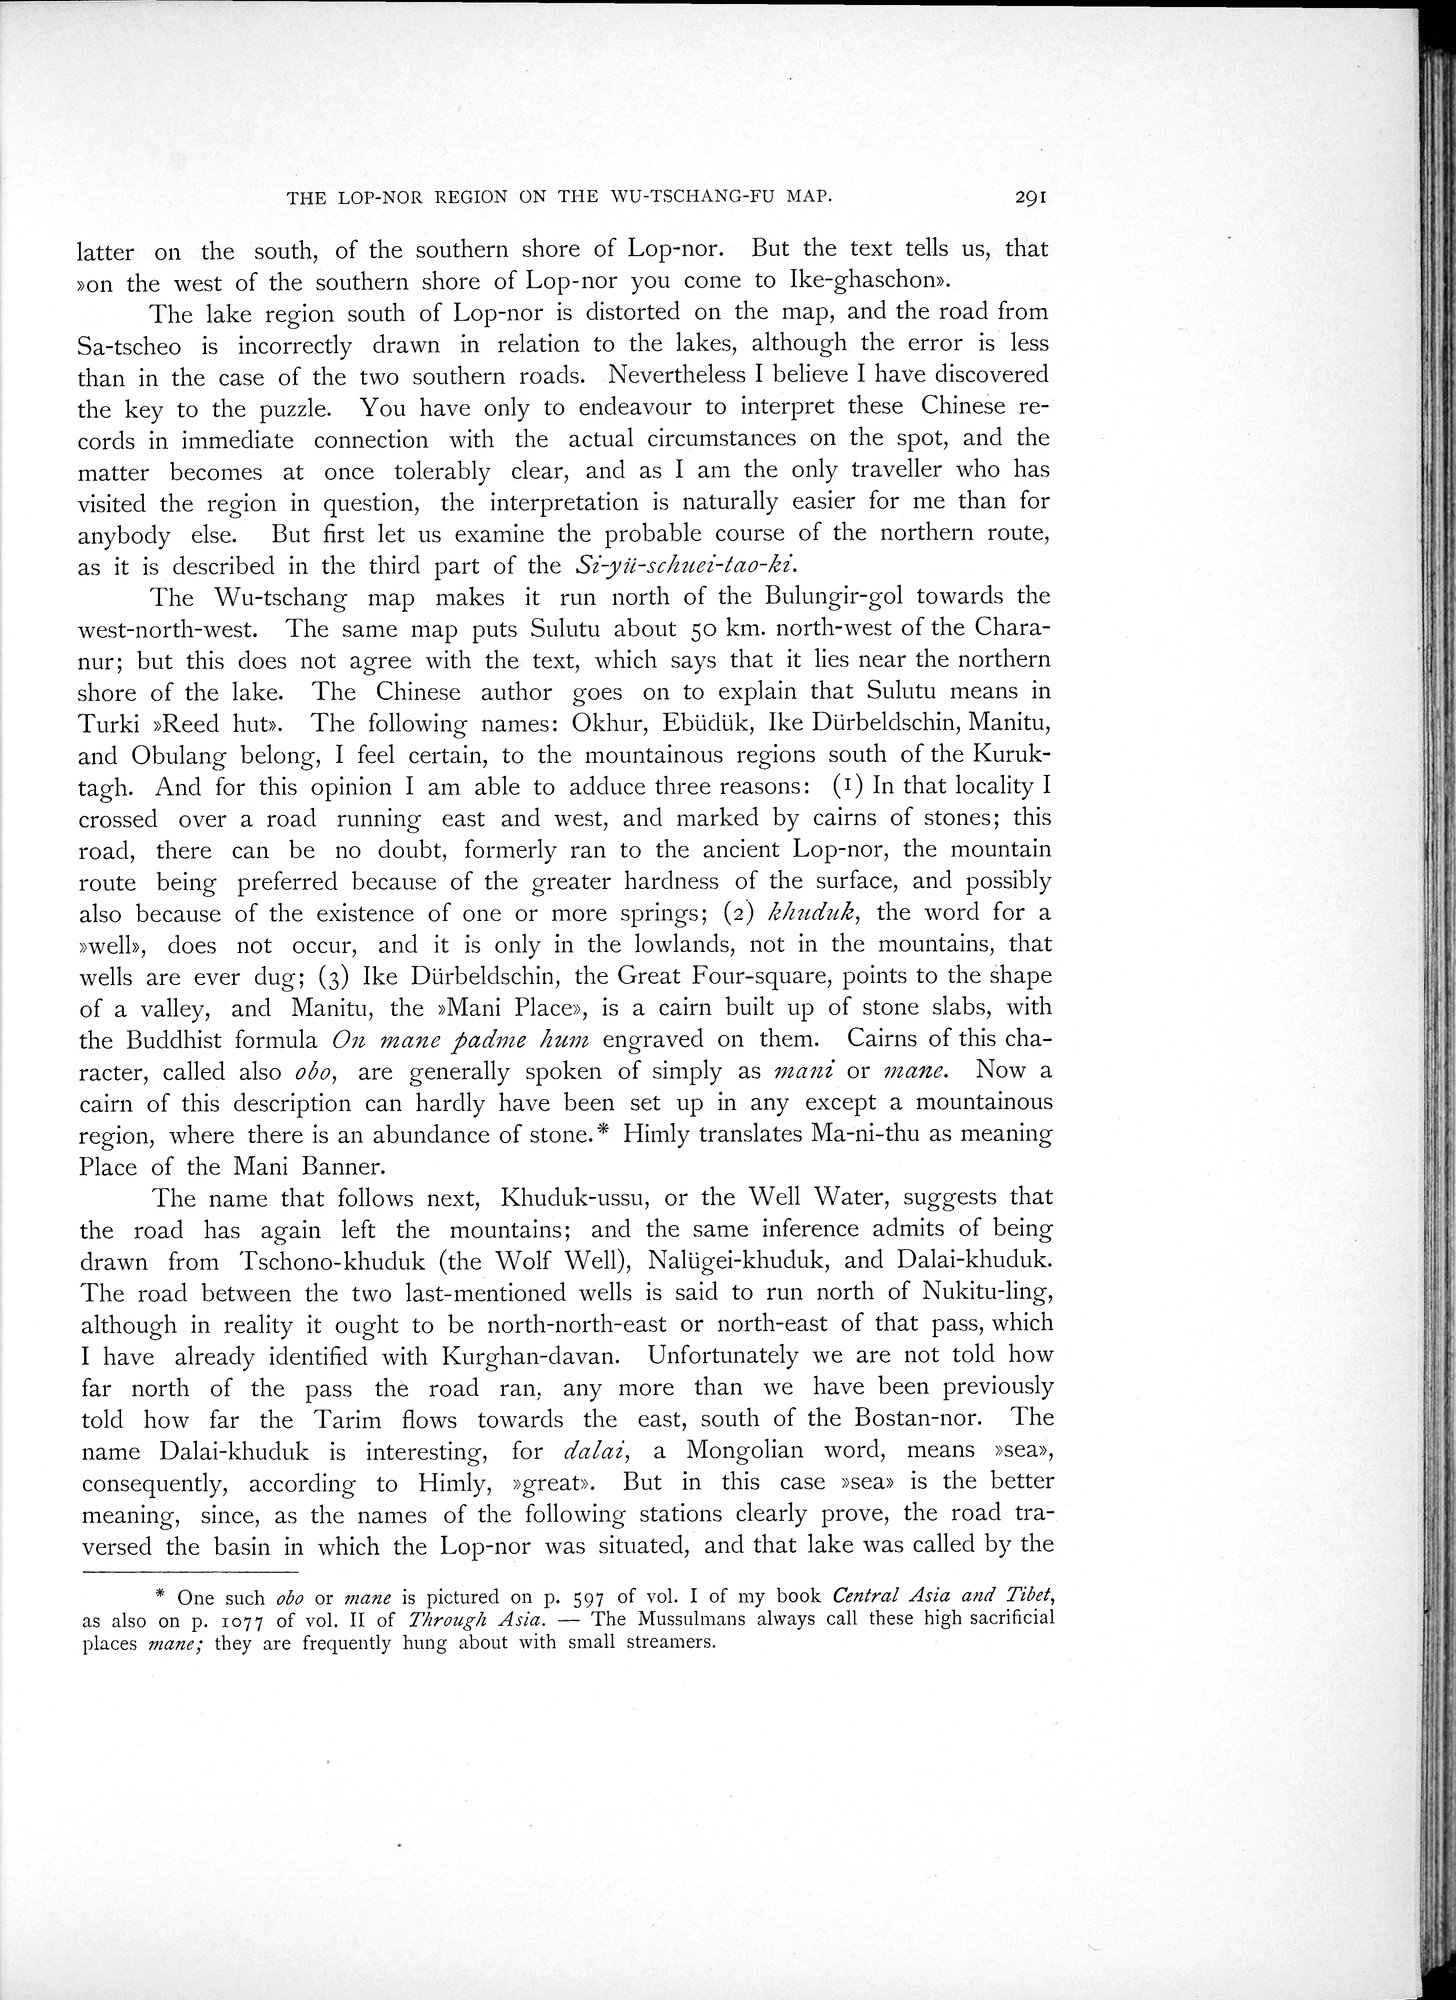 THE LOP-NOR REGION ON THE WU-TSCHANG-FU MAP. 291
latter on the south, of the southern shore of Lop-nor. But the text tells us, that
»on the west of the southern shore of Lop-nor you come to Ike-ghaschon».
The lake region south of Lop-nor is distorted on the map, and the road from
Sa-tscheo is incorrectly drawn in relation to the lakes, although the error is less
than in the case of the two southern roads. Nevertheless I believe I have discovered
the key to the puzzle. You have only to endeavour to interpret these Chinese re-
cords in immediate connection with the actual circumstances on the spot, and the
matter becomes at once tolerably clear, and as I am the only traveller who has
visited the region in question, the interpretation is naturally easier for me than for
anybody else. But first let us examine the probable course of the northern route,
as it is described in the third part of the Si-yü-schuei-tao-ki.
The Wu-tschang map makes it run north of the Bulungir-gol towards the
west-north-west. The same map puts Sulutu about 50 km. north-west of the Chara-
nur; but this does not agree with the text, which says that it lies near the northern
shore of the lake. The Chinese author goes on to explain that Sulutu means in
Turki »Reed hut». The following names: Okhur, Ebüdük, Ike Dürbeldschin, Manitu,
and Obulang belong, I feel certain, to the mountainous regions south of the Kuruk-
tagh. And for this opinion I am able to adduce three reasons: (1) In that locality I
crossed over a road running east and west, and marked by cairns of stones; this
road, there can be no doubt, formerly ran to the ancient Lop-nor, the mountain
route being preferred because of the greater hardness of the surface, and possibly
also because of the existence of one or more springs; (2) khuduk, the word for a
»well», does not occur, and it is only in the lowlands, not in the mountains, that
wells are ever dug; (3) Ike Dürbeldschin, the Great Four-square, points to the shape
of a valley, and Manitu, the »Mani Place», is a cairn built up of stone slabs, with
the Buddhist formula On mane padme hum engraved on them. Cairns of this cha-
racter, called also obo, are generally spoken of simply as mani or mane. Now a
cairn of this description can hardly have been set up in any except a mountainous
region, where there is an abundance of stone.* Himly translates Ma-ni-thu as meaning
Place of the Mani Banner.
The name that follows next, Khuduk-ussu, or the Well Water, suggests that
the road has again left the mountains; and the same inference admits of being
drawn from Tschono-khuduk (the Wolf Well), Nalügei-khuduk, and Dalai-khuduk.
The road between the two last-mentioned wells is said to run north of Nukitu-ling,
although in reality it ought to be north-north-east or north-east of that pass, which
I have already identified with Kurghan-davan. Unfortunately we are not told how
far north of the pass the road ran, any more than we have been previously
told how far the Tarim flows towards the east, south of the Bostan-nor. The
name Dalai-khuduk is interesting, for dalai, a Mongolian word, means »sea»,
consequently, according to Himly, »great». But in this case »sea» is the better
meaning, since, as the names of the following stations clearly prove, the road tra-
versed the basin in which the Lop-nor was situated, and that lake was called by the
* One such obo or mane is pictured on p. 597 of vol. I of my book Central Asia and Tibet,
as also on p. 1077 of vol. II of Through Asia. — The Mussulmans always call these high sacrificial
places mane; they are frequently hung about with small streamers.